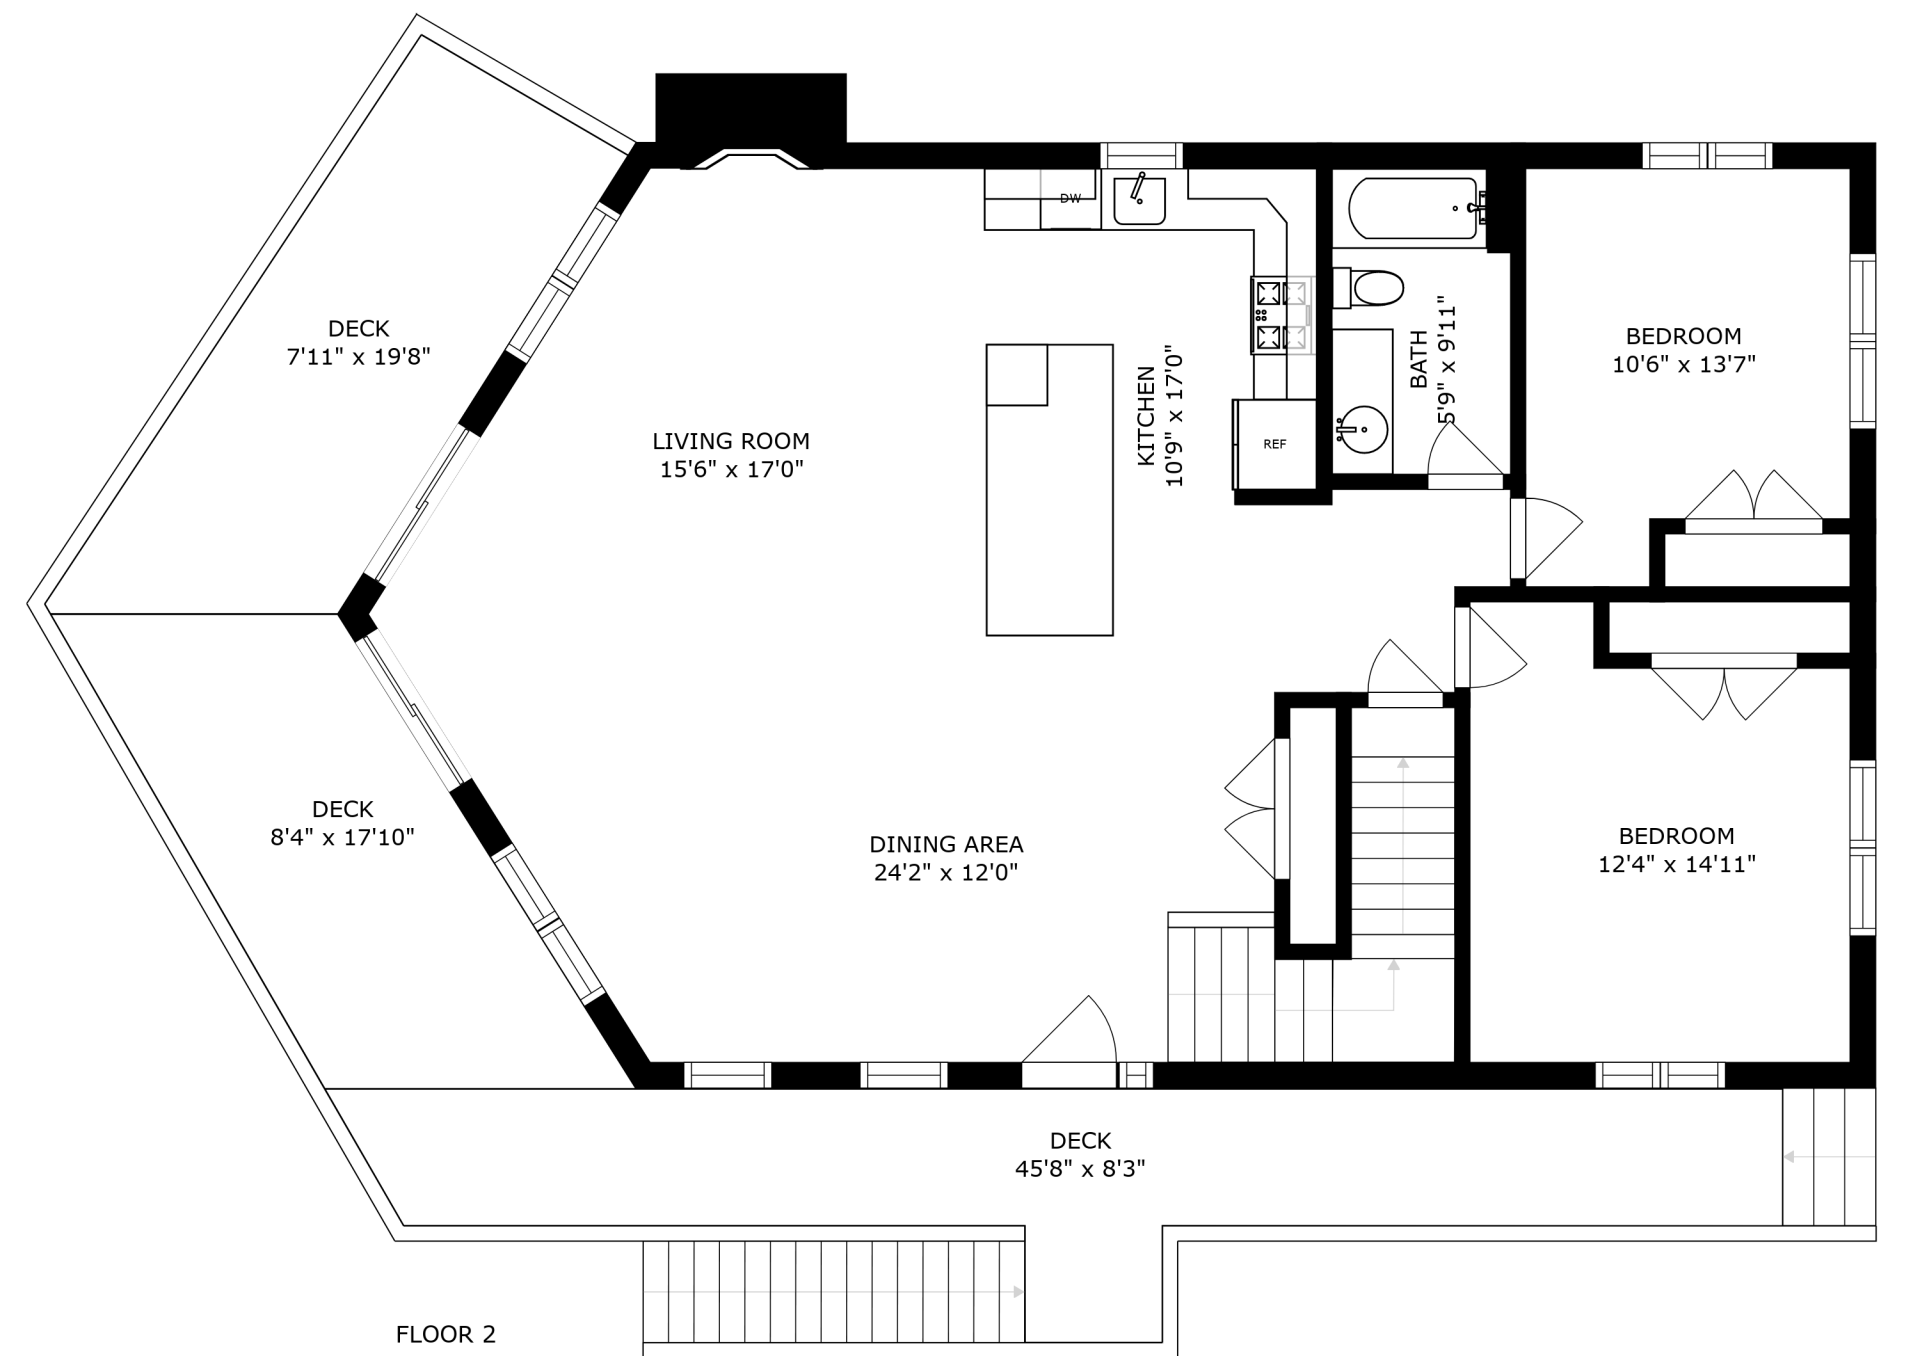 DW
DECK
7'11" x 19'8"
BEDROOM
10'6" x 13'7"
BATH
5'9" x 9'11"
KITCHEN
10'9" x 17'0"
LIVING ROOM
15'6" x 17'0"
REF
DECK
8'4" x 17'10"
DINING AREA
24'2" x 12'0"
BEDROOM
12'4" x 14'11"
DECK
45'8" x 8'3"
FLOOR 2